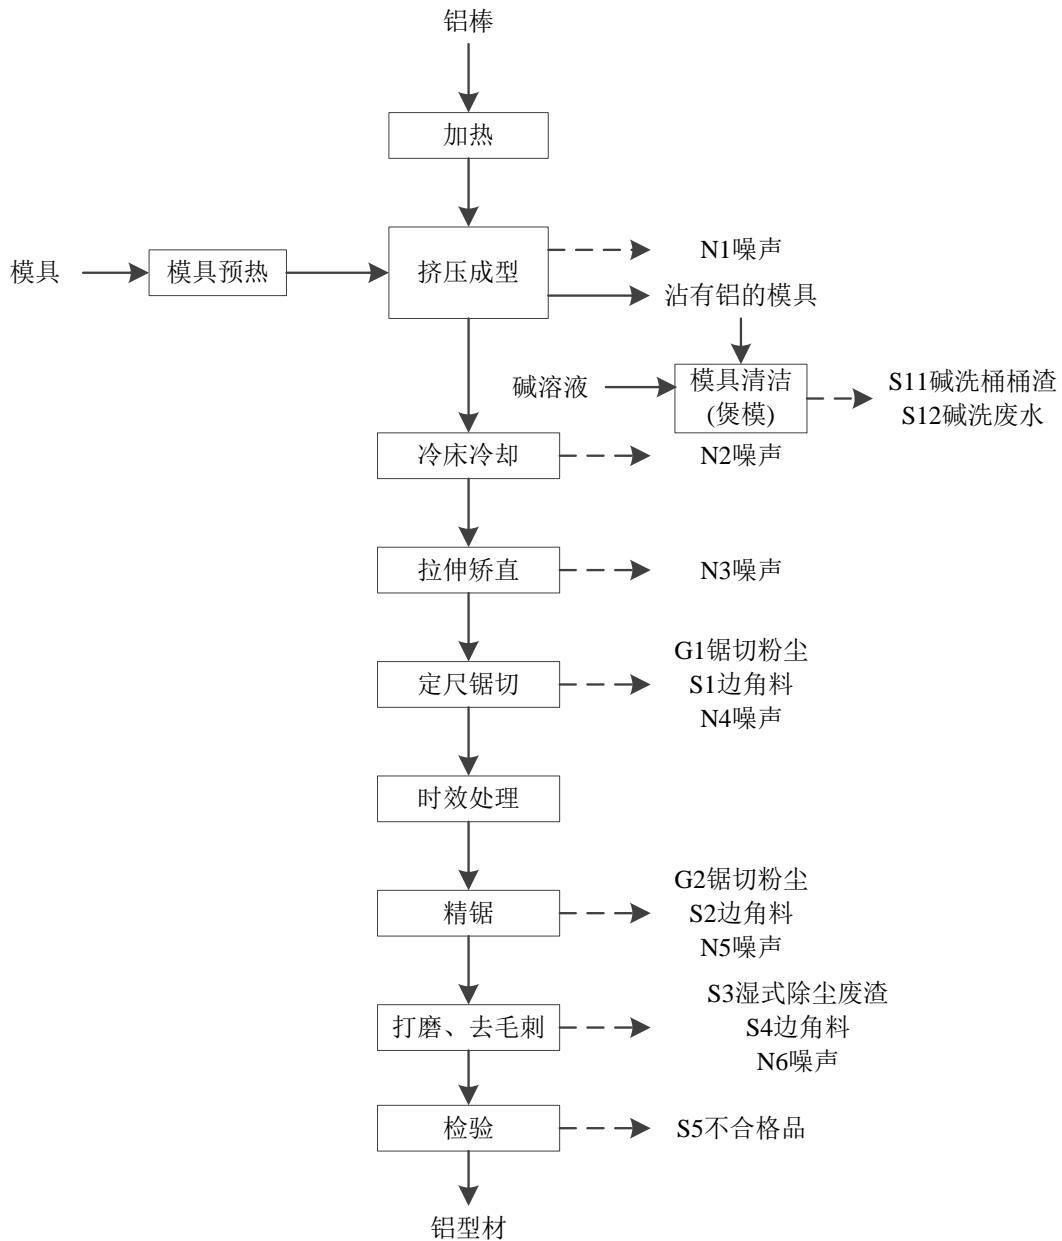 铝棒
加热
模具
模具预热
挤压成型
N1噪声
沾有铝的模具
碱溶液
模具清洁
(煲模)
S11碱洗桶桶渣
S12碱洗废水
冷床冷却
N2噪声
拉伸矫直
N3噪声
定尺锯切
G1锯切粉尘
S1边角料
N4噪声
时效处理
精锯
G2锯切粉尘
S2边角料
N5噪声
打磨、去毛刺
S3湿式除尘废渣
S4边角料
N6噪声
检验
S5不合格品
铝型材